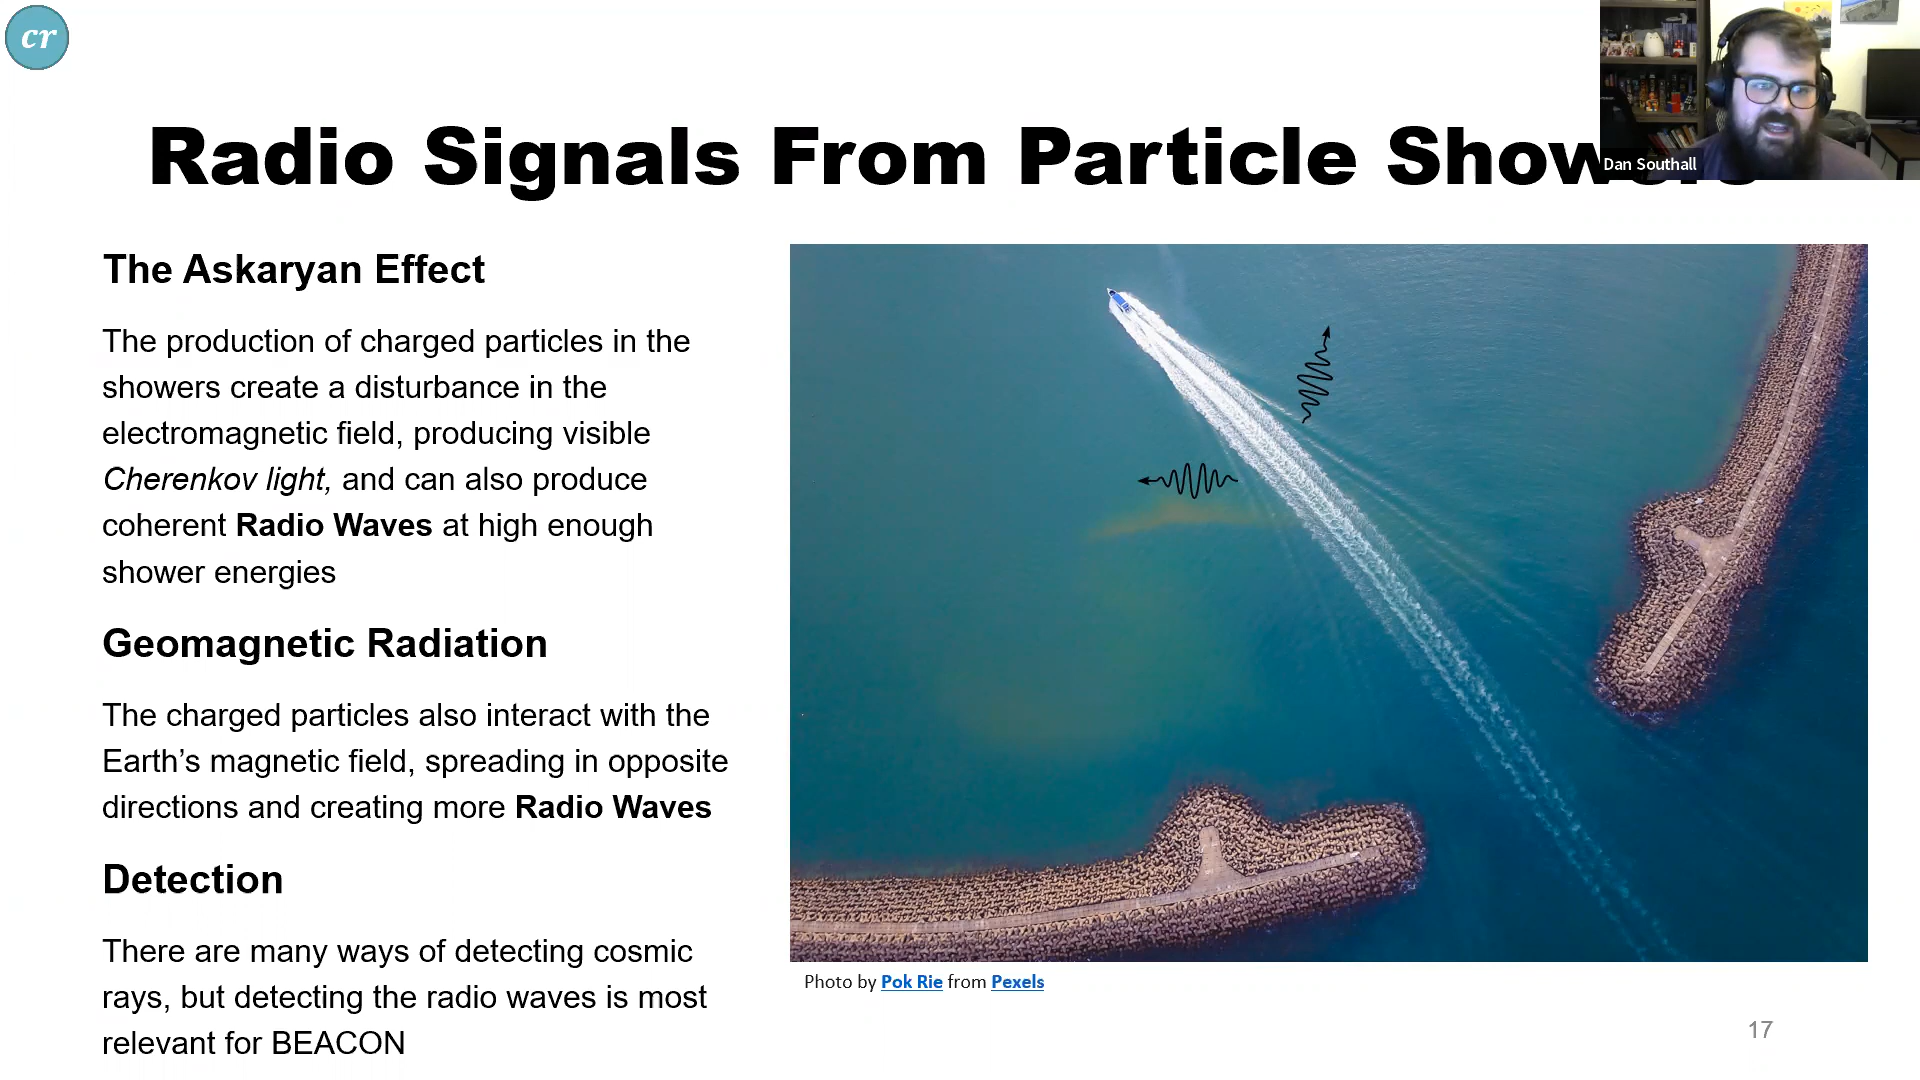 cr
Radio Signals From Particle Showers
Dan Southall
The Askaryan Effect
The production of charged particles in the
showers create a disturbance in the
electromagnetic field, producing visible
Cherenkov light, and can also produce
coherent Radio Waves at high enough
shower energies
Geomagnetic Radiation
The charged particles also interact with the
Earth’s magnetic field, spreading in opposite
directions and creating more Radio Waves
Detection
There are many ways of detecting cosmic
rays, but detecting the radio waves is most
relevant for BEACON
Photo by Pok Rie from Pexels
17